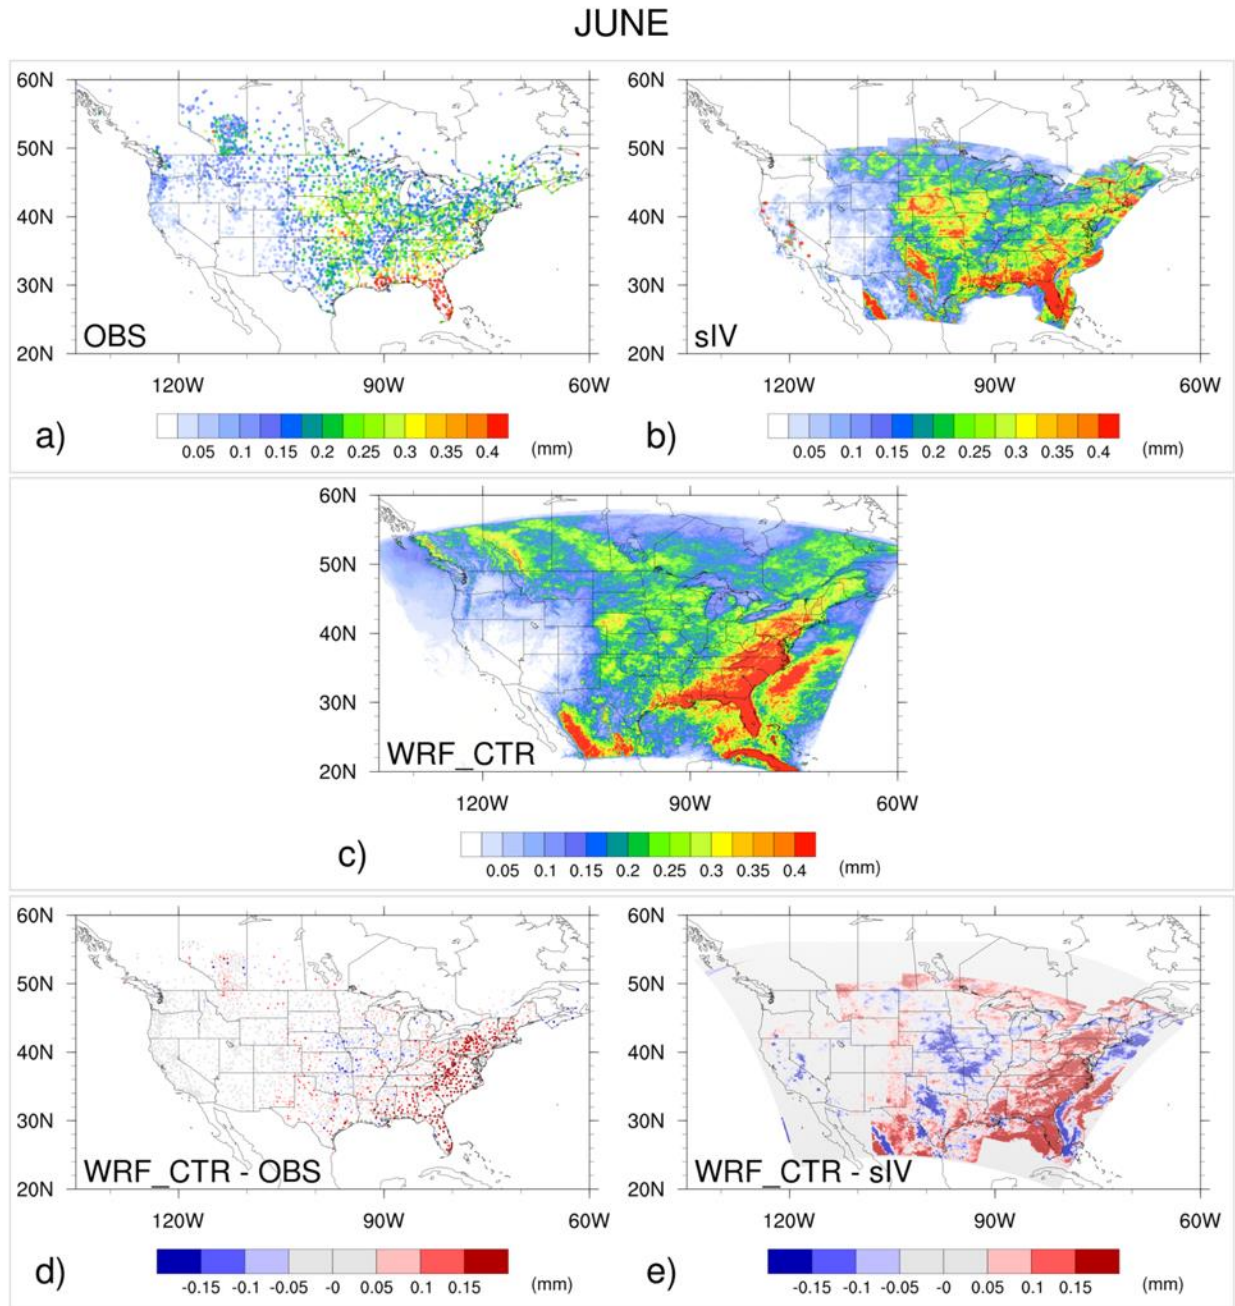 JUNE
60N
50N
40N
30N
20N
OBS
120W 90W 60W
0.05 0.1 0.15 0.2 0.25 0.3 0.35 0.4 (mm)
a)
60N
50N
40N
30N
20N
sIV
120W 90W 60W
0.05 0.1 0.15 0.2 0.25 0.3 0.35 0.4 (mm)
b)
60N
50N
40N
30N
20N
WRF_CTR
120W 90W 60W
0.05 0.1 0.15 0.2 0.25 0.3 0.35 0.4 (mm)
c)
60N
50N
40N
30N
20N
WRF_CTR - OBS
120W 90W 60W
d)
-0.15 -0.1 -0.05 -0 0.05 0.1 0.15 (mm)
60N
50N
40N
30N
20N
WRF_CTR - sIV
120W 90W 60W
e)
-0.15 -0.1 -0.05 -0 0.05 0.1 0.15 (mm)